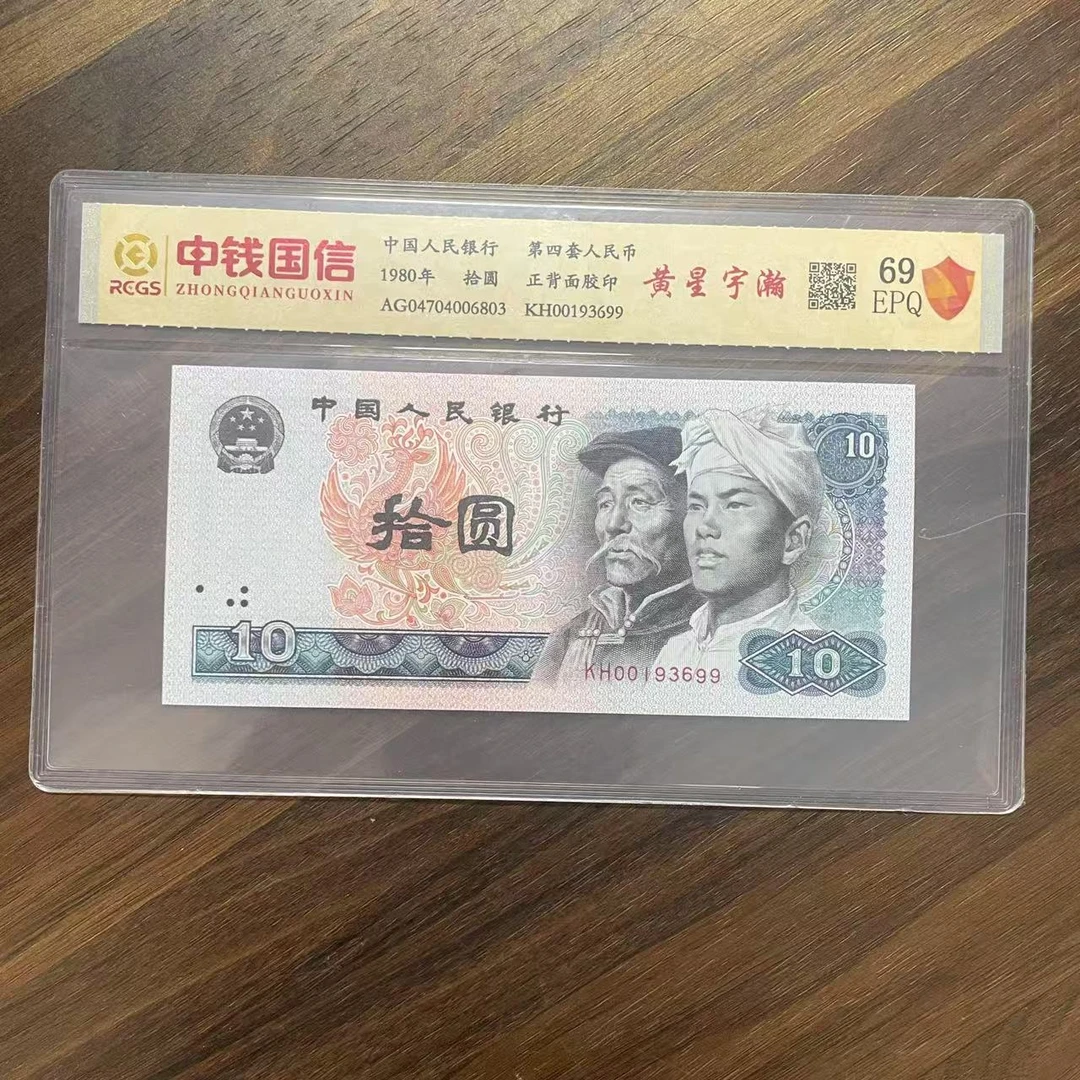 RCGS
中钱国信
ZHONGQIANGUOXIN
中国人民银行 第四套人民币
1980年 拾圆 正背面胶印
AG04704006803 KH00193699
黄星宇瀚
69
EPQ
中国人民银行
10
拾圆
10
KH00193699
10